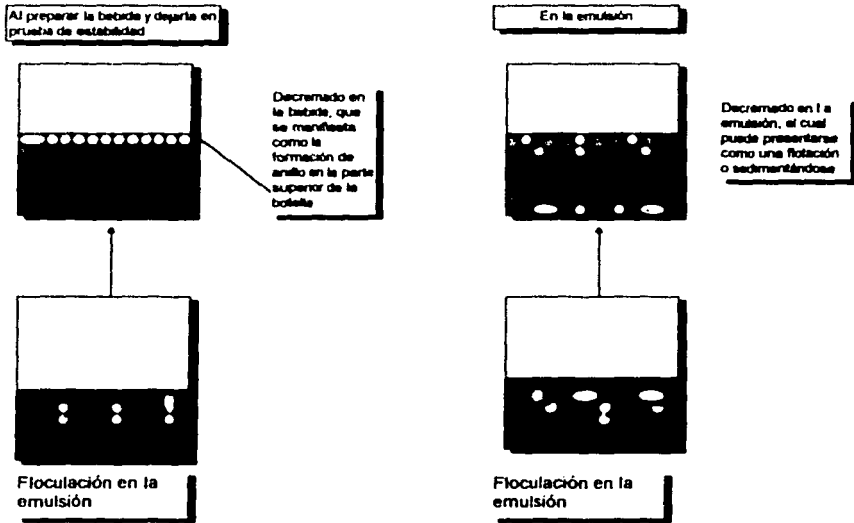 Al preparar la bebida y dejarla en
prueba de estabilidad
En la emulsión
Decremado en
la bebida, que
se manifiesta
como la
formación de
anillo en la parte
superior de la
botella
Decremado en l a
emulsión, el cual
puede presentarse
como una flotación
o sedimentándose
Floculación en la
emulsión
Floculación en la
emulsión